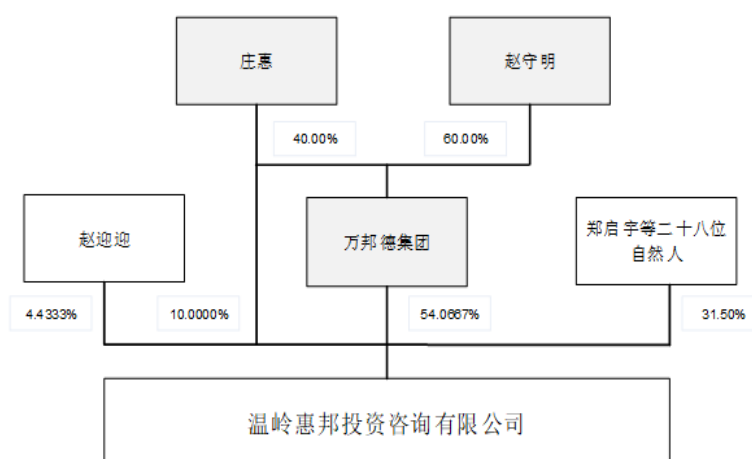 庄惠
赵守明
40.00%
60.00%
赵迎迎
万邦德集团
郑启宇等二十八位
自然人
4.4333%
10.0000%
54.0667%
31.50%
温岭惠邦投资咨询有限公司